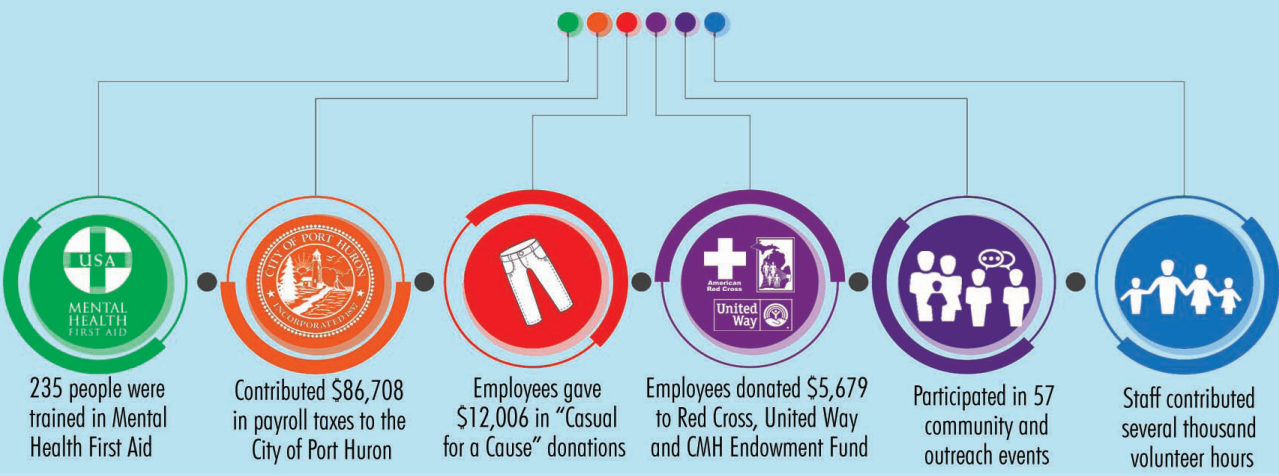 USA
MENTAL
HEALTH
FIRST AID
235 people were
trained in Mental
Health First Aid
CITY OF PORT HURON
INCORPORATED 1857
Contributed $86,708
in payroll taxes to the
City of Port Huron
Employees gave
$12,006 in “Casual
for a Cause” donations
American
Red Cross
United
Way
Employees donated $5,679
to Red Cross, United Way
and CMH Endowment Fund
Participated in 57
community and
outreach events
Staff contributed
several thousand
volunteer hours